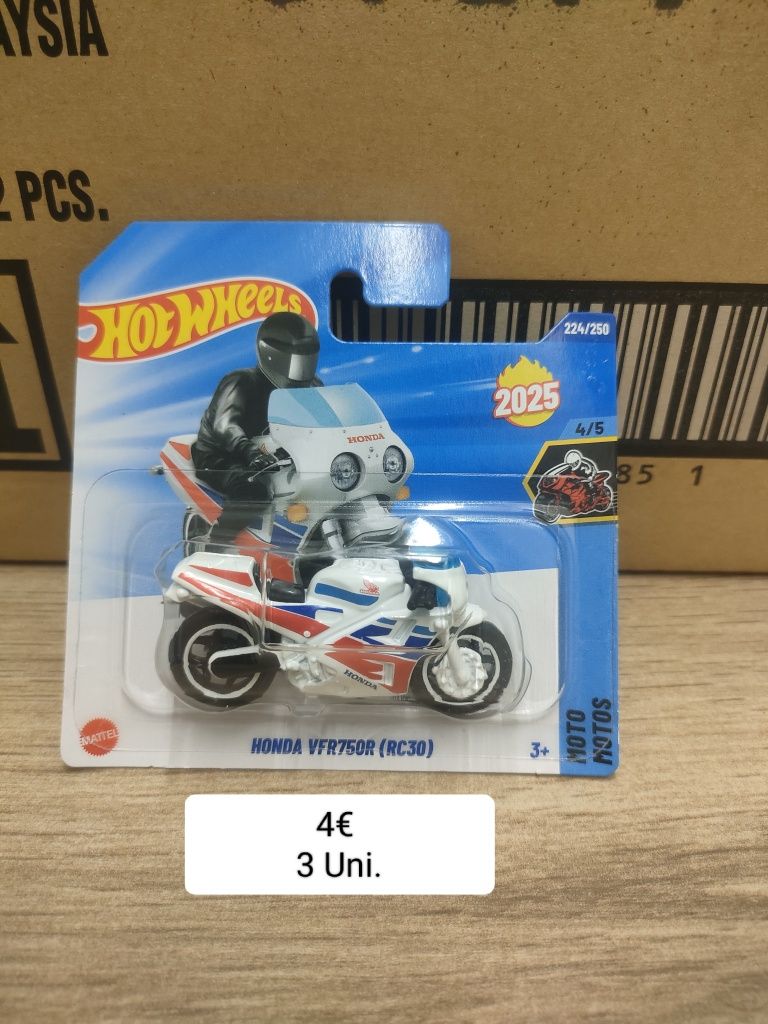 AYSIA
2 PCS.
HOT WHEELS
224/250
2025
4/5
HONDA
85 1
HONDA
MATTEL
HONDA VFR750R (RC30)
3+
MOTO
MOTOS
4€
3 Uni.